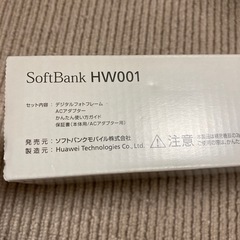 SoftBank HW001
セット内容：デジタルフォトフレーム
ACアダプター
かんたん使い方ガイド
保証書(本体用/ACアダプター用)
発売元：ソフトバンクモバイル株式会社
製造元：Huawei Technologies Co., Ltd.
注意